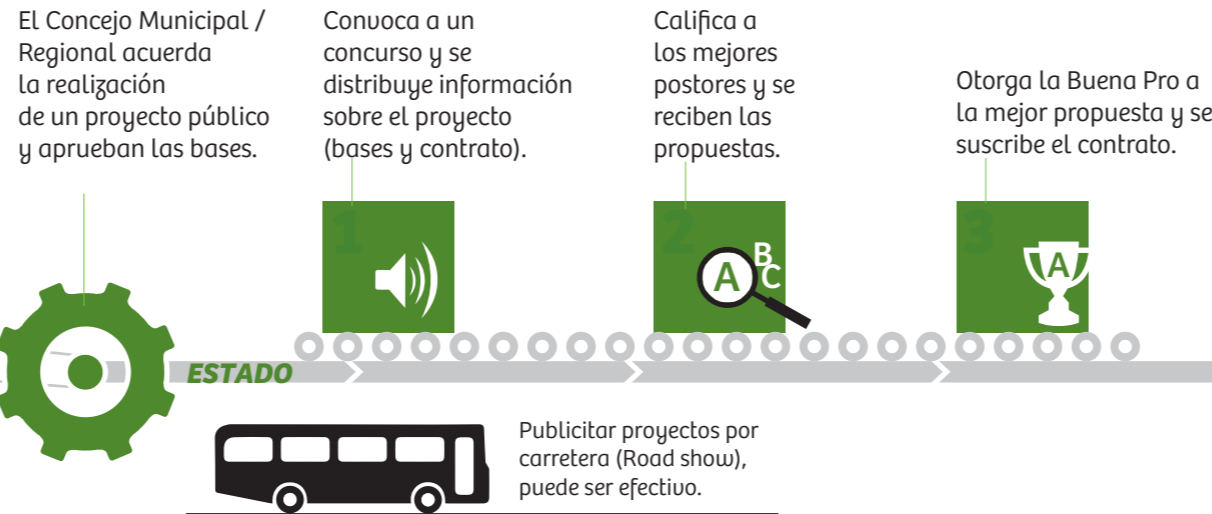 El Concejo Municipal /
Regional acuerda
la realización
de un proyecto público
y aprueban las bases.
Convoca a un
concurso y se
distribuye información
sobre el proyecto
(bases y contrato).
Califica a
los mejores
postores y se
reciben las
propuestas.
Otorga la Buena Pro a
la mejor propuesta y se
suscribe el contrato.
1
2
A
B
C
3
A
ESTADO
Publicitar proyectos por
carretera (Road show),
puede ser efectivo.